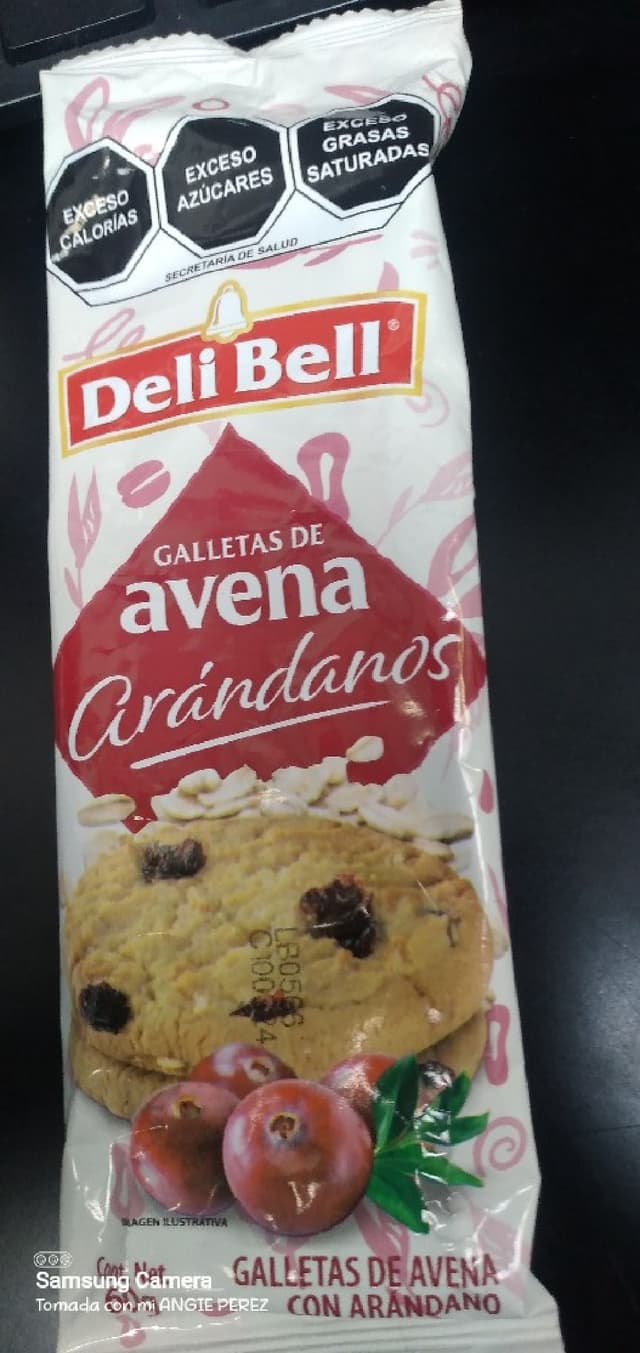 EXCESO
CALORÍAS
EXCESO
AZÚCARES
EXCESO
GRASAS
SATURADAS
SECRETARÍA DE SALUD
Deli Bell®
GALLETAS DE
avena
Arándanos
IMAGEN ILUSTRATIVA
Cont. Net.
GALLETAS DE AVENA
CON ARÁNDANO
Samsung Camera
Tomada con mi ANGIE PEREZ